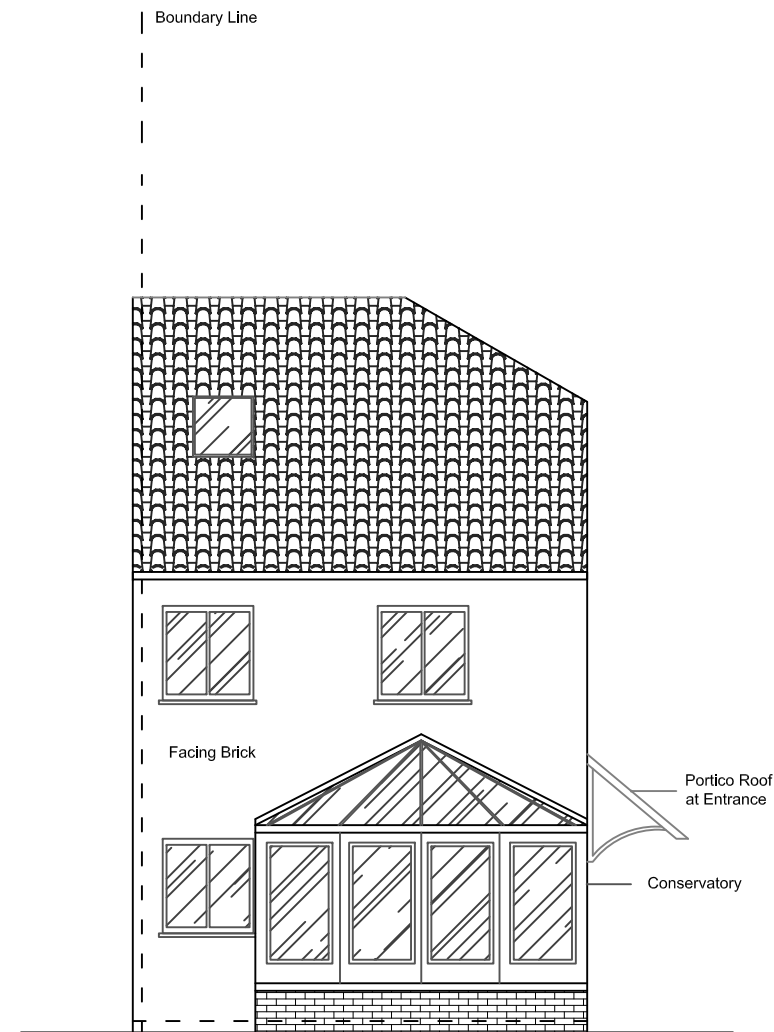 Boundary Line
Facing Brick
Portico Roof
at Entrance
Conservatory